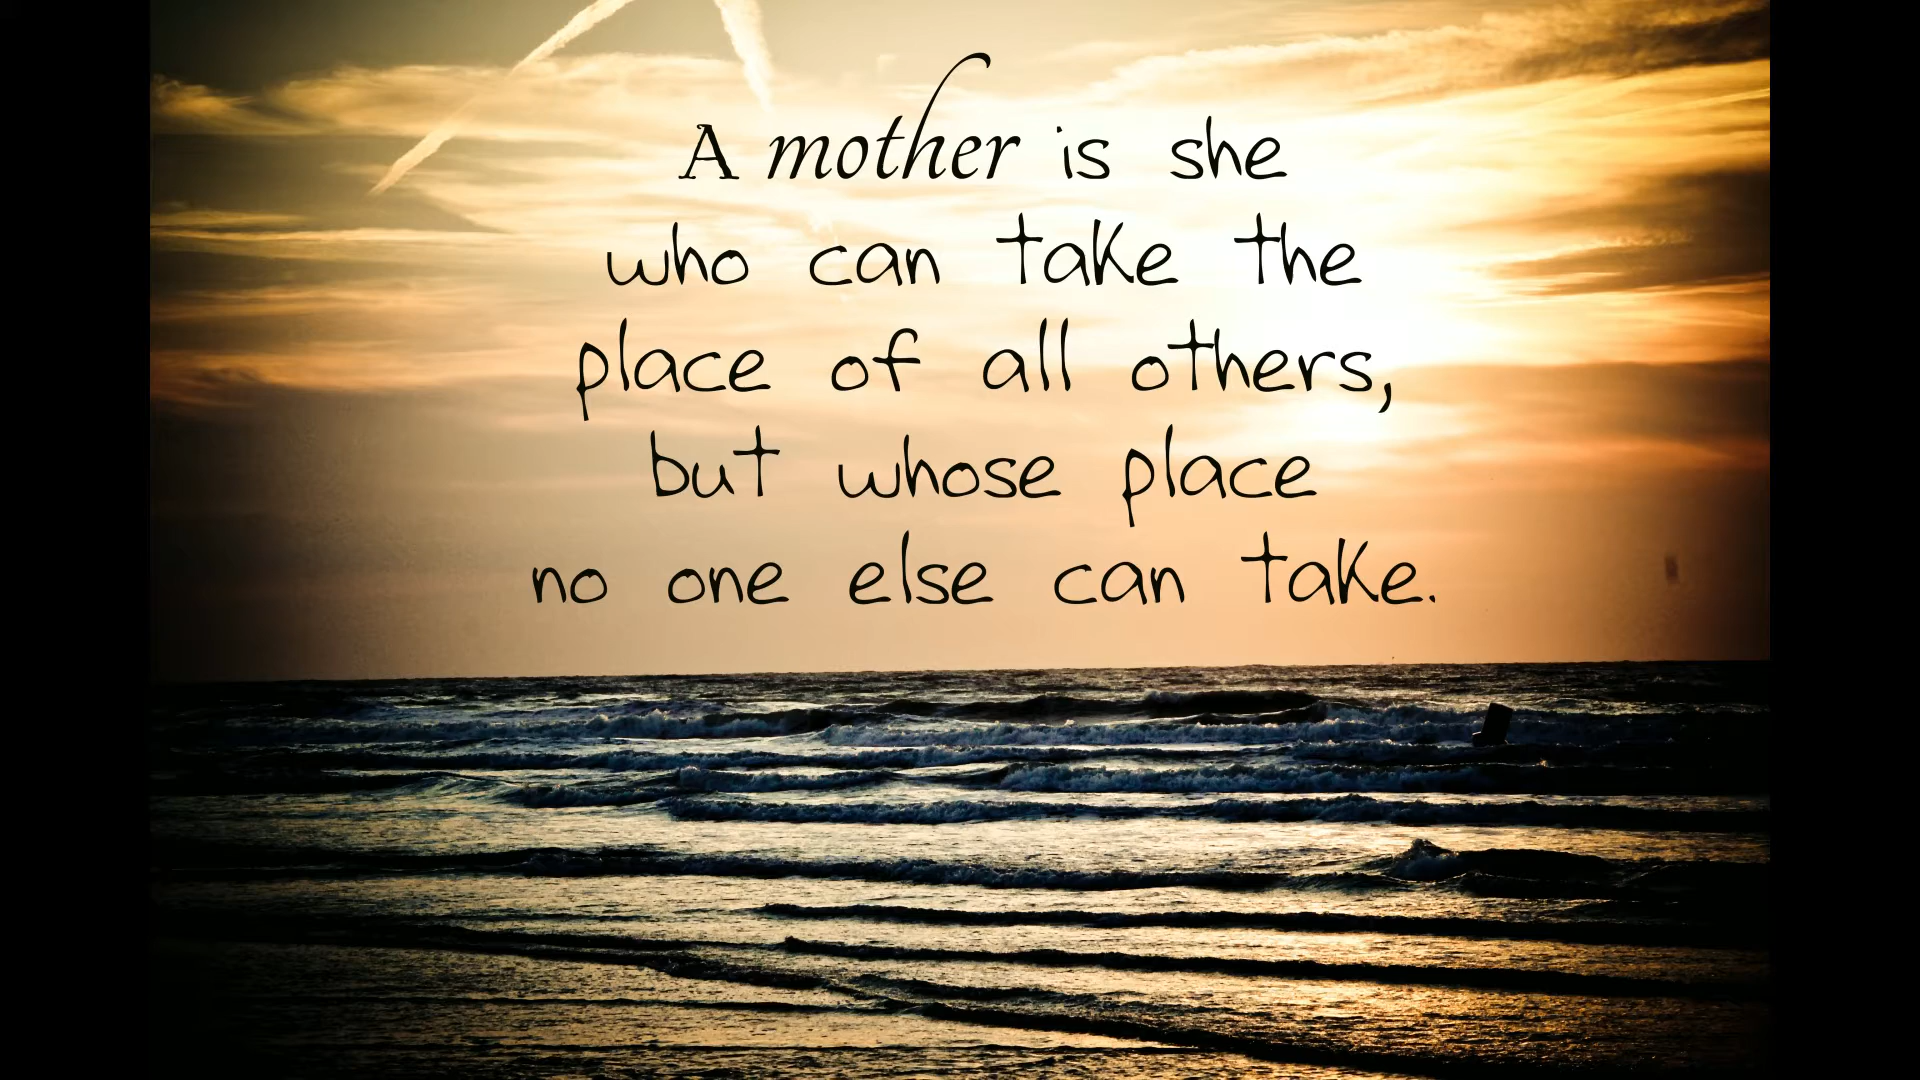 A mother is she
who can take the
place of all others,
but whose place
no one else can take.